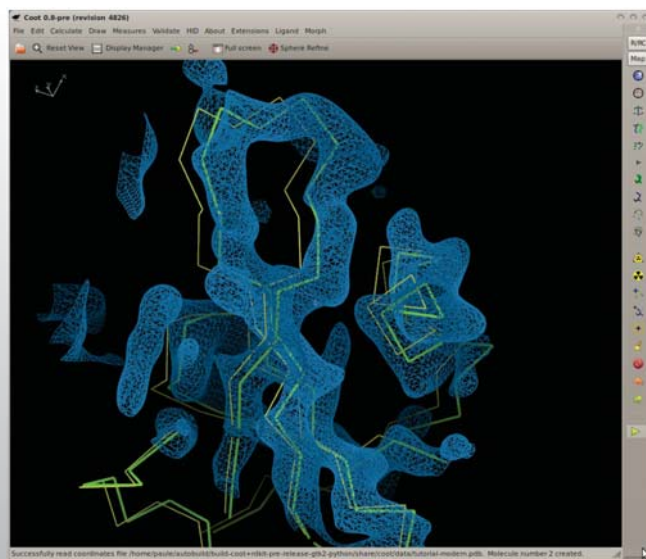 Coot 0.8-pre (revision 4826)
File Edit Calculate Draw Measures Validate HID About Extensions Ligand Morph
Reset View Display Manager Full screen Sphere Refine
R/RC
Map
Successfully read coordinates file /home/paule/autobuild/build-coot+rdkit-pre-release-gtk2-python/share/coot/data/tutorial-modern.pdb. Molecule number 2 created.